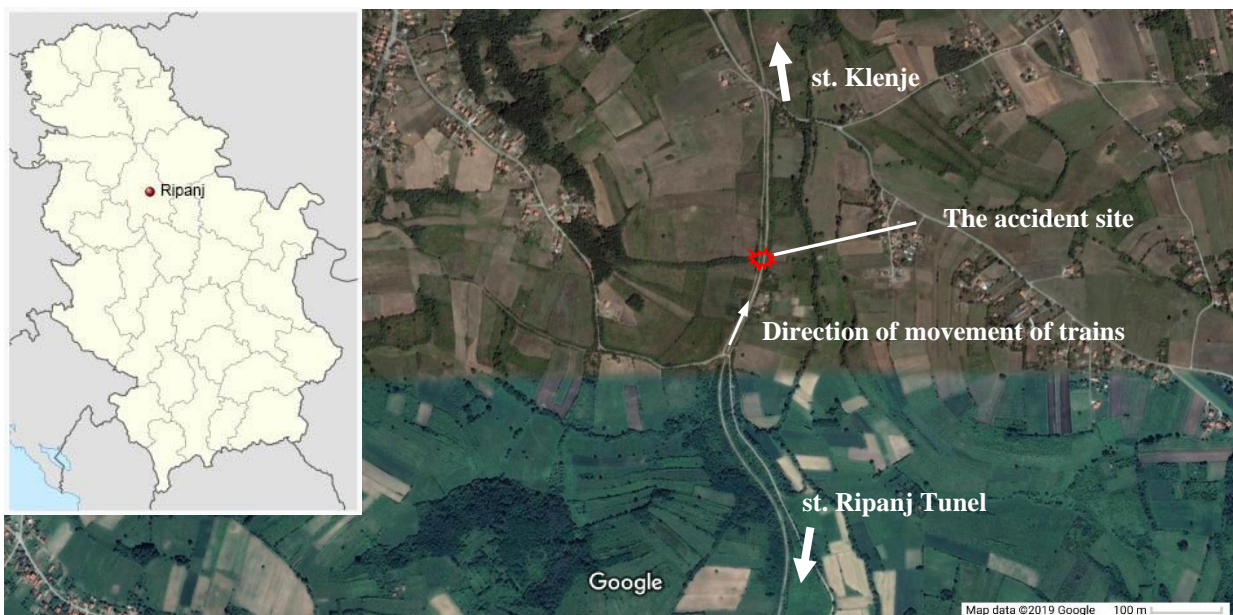 Ripanj
st. Klenje
The accident site
Direction of movement of trains
st. Ripanj Tunel
Google
Map data ©2019 Google 100 m